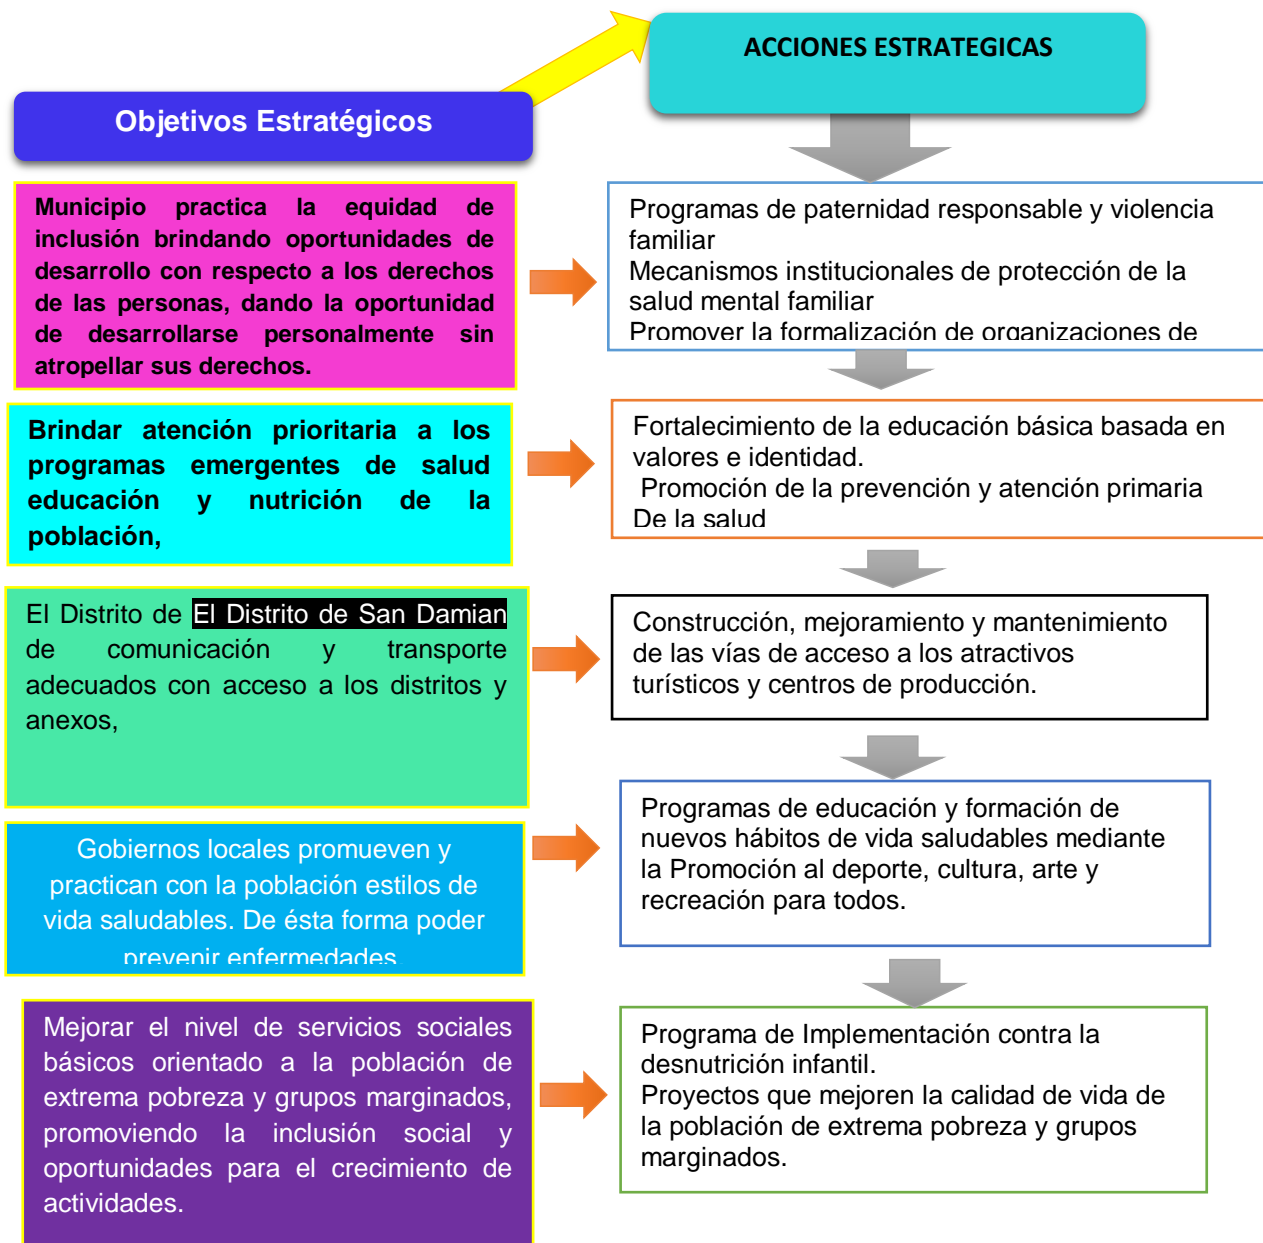 ACCIONES ESTRATEGICAS
Objetivos Estratégicos
Municipio practica la equidad de
inclusión brindando oportunidades de
desarrollo con respecto a los derechos
de las personas, dando la oportunidad
de desarrollarse personalmente sin
atropellar sus derechos.
Programas de paternidad responsable y violencia
familiar
Mecanismos institucionales de protección de la
salud mental familiar
Promover la formalización de organizaciones de
Brindar atención prioritaria a los
programas emergentes de salud
educación y nutrición de la
población,
Fortalecimiento de la educación básica basada en
valores e identidad.
Promoción de la prevención y atención primaria
De la salud
El Distrito de El Distrito de San Damian
de comunicación y transporte
adecuados con acceso a los distritos y
anexos,
Construcción, mejoramiento y mantenimiento
de las vías de acceso a los atractivos
turísticos y centros de producción.
Gobiernos locales promueven y
practican con la población estilos de
vida saludables. De ésta forma poder
prevenir enfermedades.
Programas de educación y formación de
nuevos hábitos de vida saludables mediante
la Promoción al deporte, cultura, arte y
recreación para todos.
Mejorar el nivel de servicios sociales
básicos orientado a la población de
extrema pobreza y grupos marginados,
promoviendo la inclusión social y
oportunidades para el crecimiento de
actividades.
Programa de Implementación contra la
desnutrición infantil.
Proyectos que mejoren la calidad de vida de
la población de extrema pobreza y grupos
marginados.